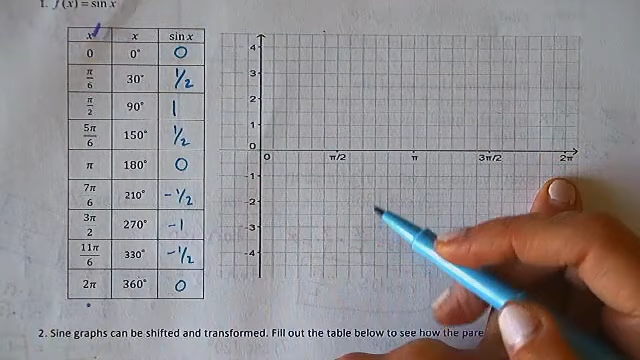 1. f(x) = sin x
x x sin x
0 0° 0
π/6 30° 1/2
π/2 90° 1
5π/6 150° 1/2
π 180° 0
7π/6 210° -1/2
3π/2 270° -1
11π/6 330° -1/2
2π 360° 0
4
3
2
1
0
0 π/2 π 3π/2 2π
-1
-2
-3
-4
2. Sine graphs can be shifted and transformed. Fill out the table below to see how the pare